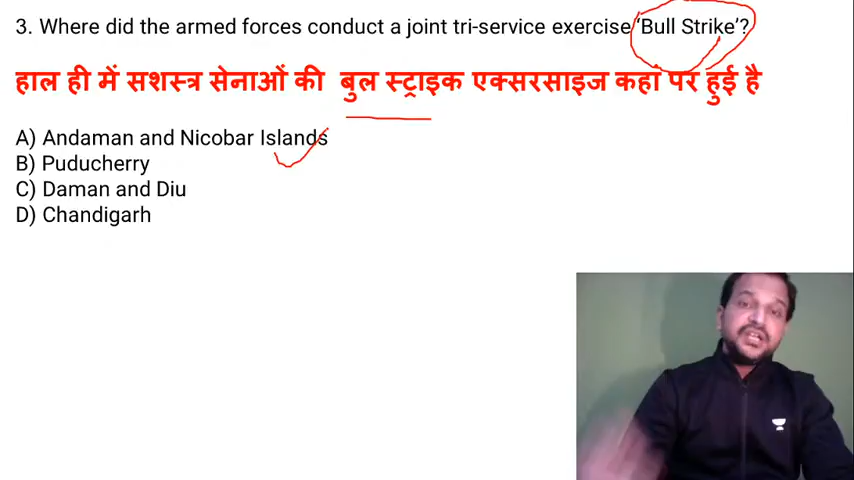 3. Where did the armed forces conduct a joint tri-service exercise 'Bull Strike'?
हाल ही में सशस्त्र सेनाओं की बुल स्ट्राइक एक्सरसाइज कहां पर हुई है
A) Andaman and Nicobar Islands
B) Puducherry
C) Daman and Diu
D) Chandigarh